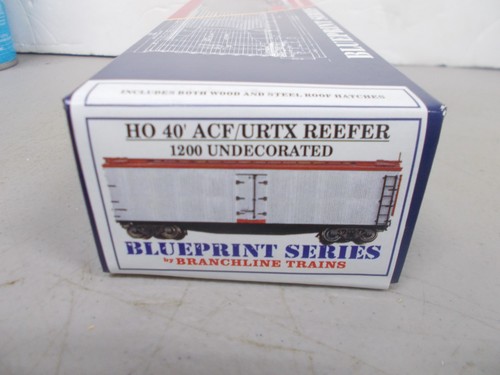 BLUEPRINT
INCLUDES BOTH WOOD AND STEEL ROOF HATCHES
HO 40' ACF/URTX REEFER
1200 UNDECORATED
BLUEPRINT SERIES
by BRANCHLINE TRAINS